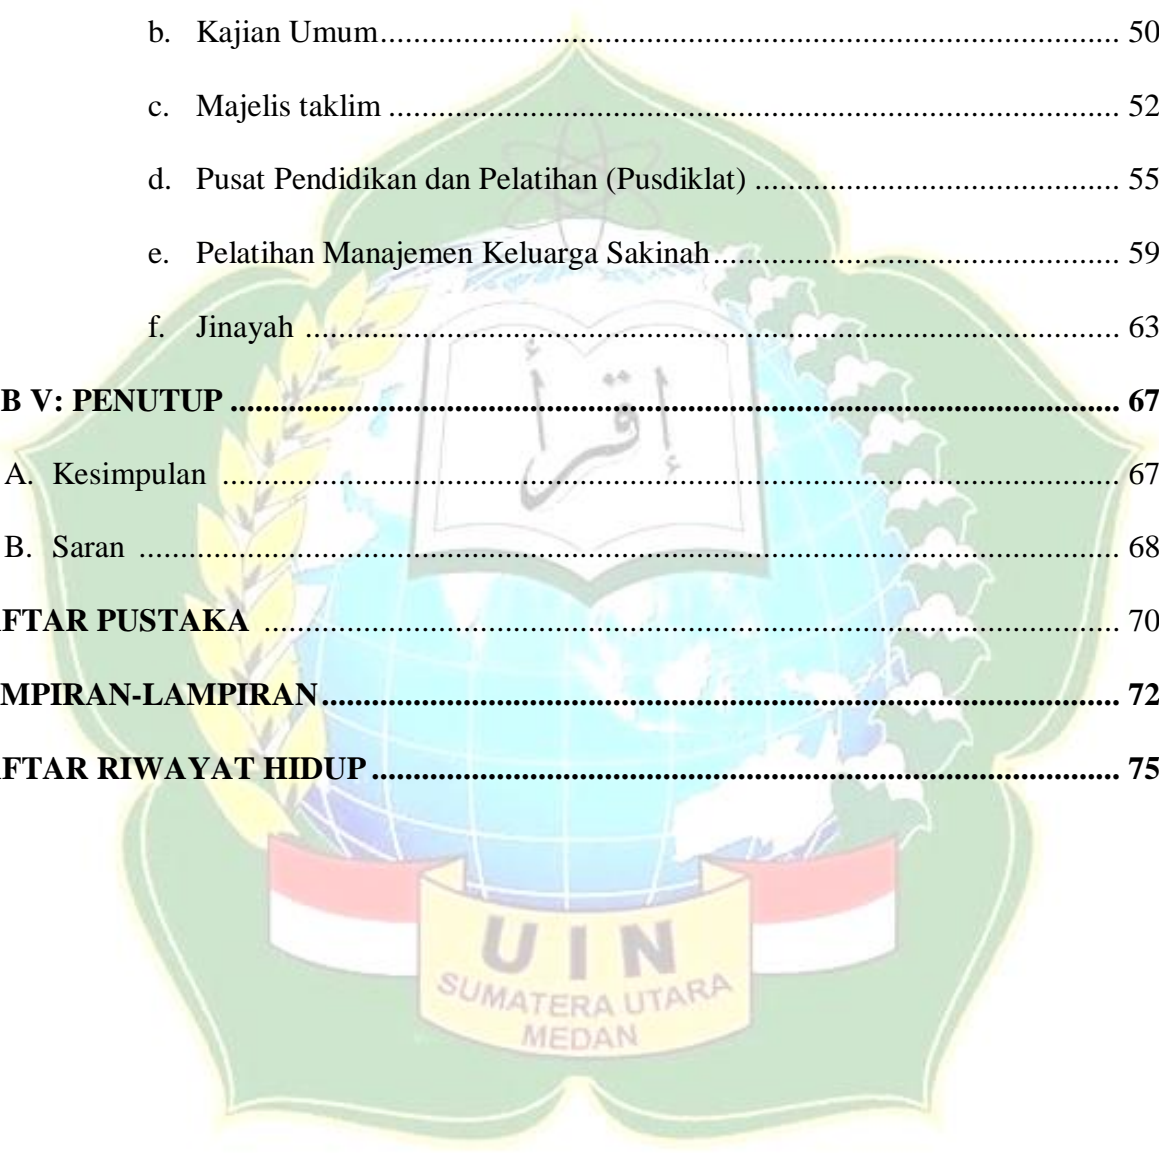 b. Kajian Umum.......... 50
c. Majelis taklim .......... 52
d. Pusat Pendidikan dan Pelatihan (Pusdiklat) .......... 55
e. Pelatihan Manajemen Keluarga Sakinah.......... 59
f. Jinayah .......... 63
B V: PENUTUP .......... 67
A. Kesimpulan .......... 67
B. Saran .......... 68
FTAR PUSTAKA .......... 70
MPIRAN-LAMPIRAN.......... 72
FTAR RIWAYAT HIDUP .......... 75
إقرأ
UIN
SUMATERA UTARA
MEDAN